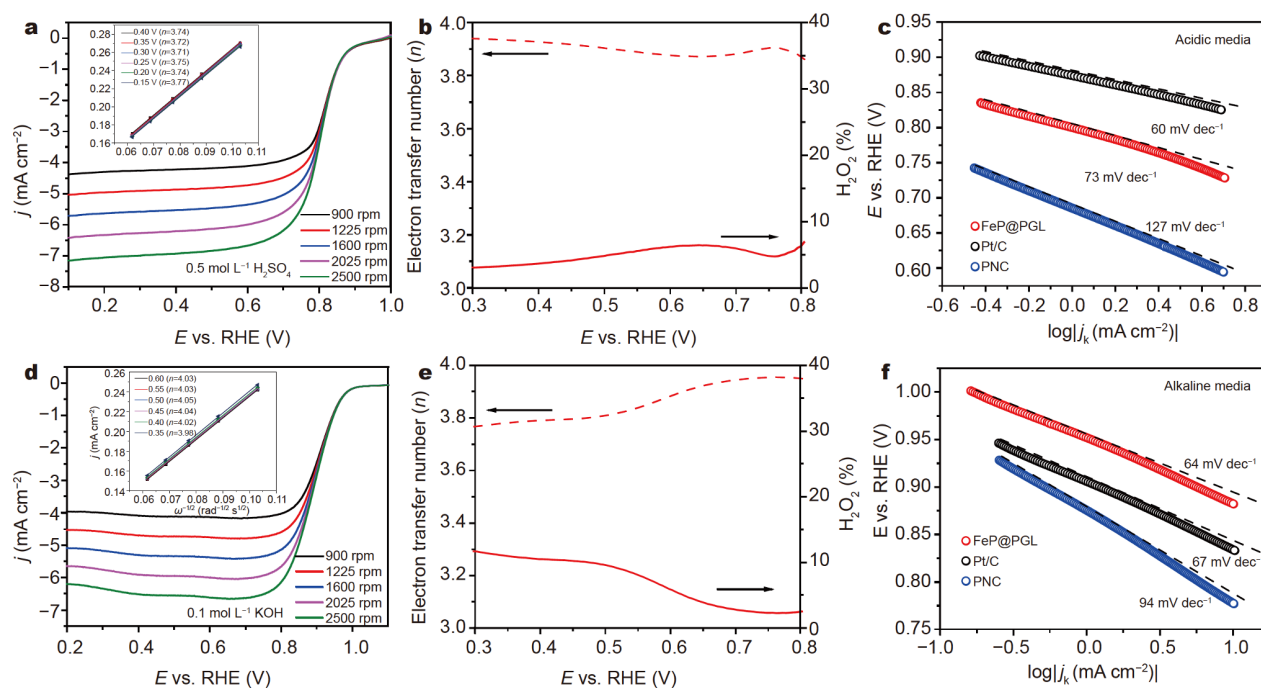 a
j (mA cm⁻²)
0
-1
-2
-3
-4
-5
-6
-7
-8
0.28
0.26
0.24
0.22
0.20
0.18
0.16
0.40 V (n=3.74)
0.35 V (n=3.72)
0.30 V (n=3.71)
0.25 V (n=3.75)
0.20 V (n=3.74)
0.15 V (n=3.77)
0.06 0.07 0.08 0.09 0.10 0.11
900 rpm
1225 rpm
1600 rpm
2025 rpm
2500 rpm
0.5 mol L⁻¹ H₂SO₄
0.2 0.4 0.6 0.8 1.0
E vs. RHE (V)
b
Electron transfer number (n)
4.0
3.8
3.6
3.4
3.2
3.0
40
30
20
10
0
H₂O₂ (%)
0.3 0.4 0.5 0.6 0.7 0.8
E vs. RHE (V)
c
E vs. RHE (V)
0.95
0.90
0.85
0.80
0.75
0.70
0.65
0.60
Acidic media
60 mV dec⁻¹
73 mV dec⁻¹
127 mV dec⁻¹
FeP@PGL
Pt/C
PNC
-0.8 -0.4 0.0 0.4 0.8
log|jₖ (mA cm⁻²)|
d
j (mA cm⁻²)
0
-1
-2
-3
-4
-5
-6
-7
j (mA cm⁻²)
0.26
0.24
0.22
0.20
0.18
0.16
0.14
0.60 (n=4.03)
0.55 (n=4.03)
0.50 (n=4.05)
0.45 (n=4.04)
0.40 (n=4.02)
0.35 (n=3.98)
0.06 0.07 0.08 0.09 0.10 0.11
ω⁻¹/² (rad⁻¹/² s¹/²)
900 rpm
1225 rpm
1600 rpm
2025 rpm
2500 rpm
0.1 mol L⁻¹ KOH
0.2 0.4 0.6 0.8 1.0
E vs. RHE (V)
e
Electron transfer number (n)
4.0
3.8
3.6
3.4
3.2
3.0
40
30
20
10
0
H₂O₂ (%)
0.3 0.4 0.5 0.6 0.7 0.8
E vs. RHE (V)
f
E vs. RHE (V)
1.00
0.95
0.90
0.85
0.80
0.75
Alkaline media
64 mV dec⁻¹
67 mV dec⁻¹
94 mV dec⁻¹
FeP@PGL
Pt/C
PNC
-1.0 -0.5 0.0 0.5 1.0
log|jₖ (mA cm⁻²)|